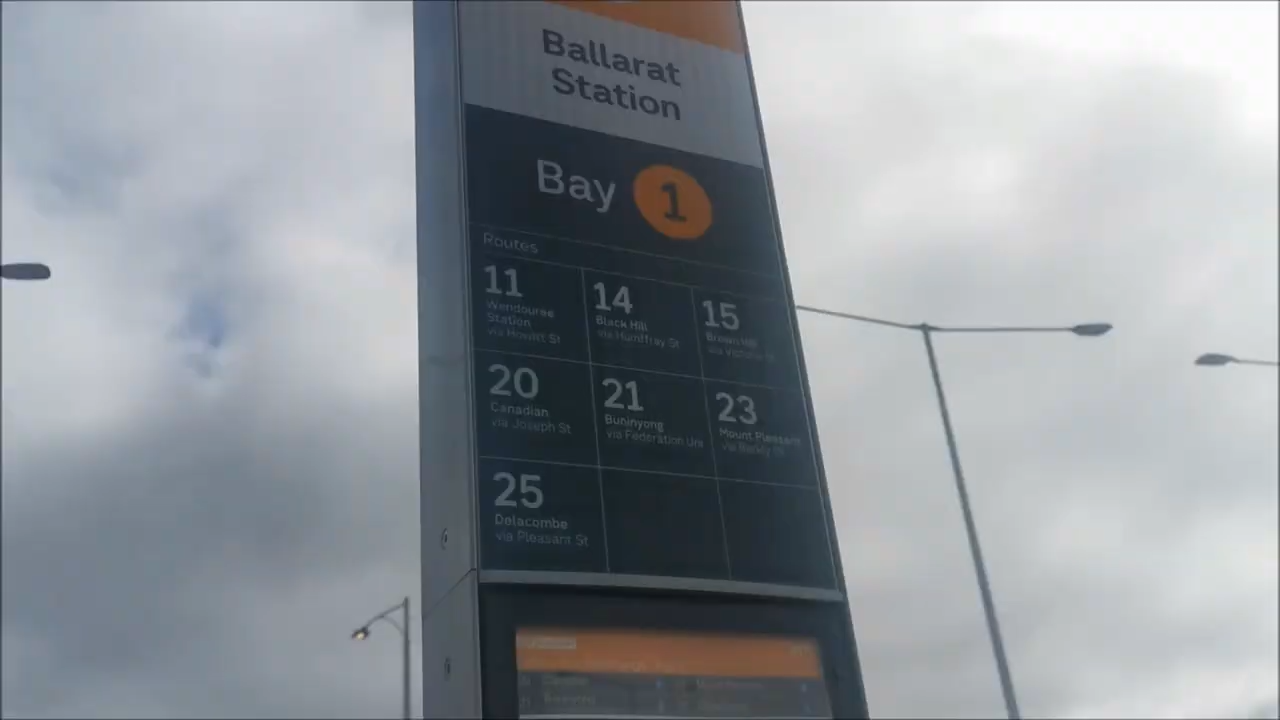 Ballarat
Station
Bay 1
Routes
11
Wendouree
Station
via Howitt St
14
Black Hill
via Humffray St
15
Brown Hill
via Victoria
20
Canadian
via Joseph St
21
Buninyong
via Federation Uni
23
Mount Pleasant
via Barkly St
25
Delacombe
via Pleasant St